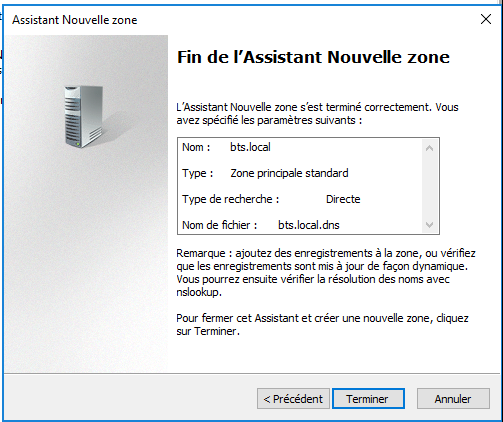 Assistant Nouvelle zone
Fin de l’Assistant Nouvelle zone
L’Assistant Nouvelle zone s’est terminé correctement. Vous
avez spécifié les paramètres suivants :
Nom : bts.local
Type : Zone principale standard
Type de recherche : Directe
Nom de fichier : bts.local.dns
Remarque : ajoutez des enregistrements à la zone, ou vérifiez
que les enregistrements sont mis à jour de façon dynamique.
Vous pourrez ensuite vérifier la résolution des noms avec
nslookup.
Pour fermer cet Assistant et créer une nouvelle zone, cliquez
sur Terminer.
< Précédent Terminer Annuler